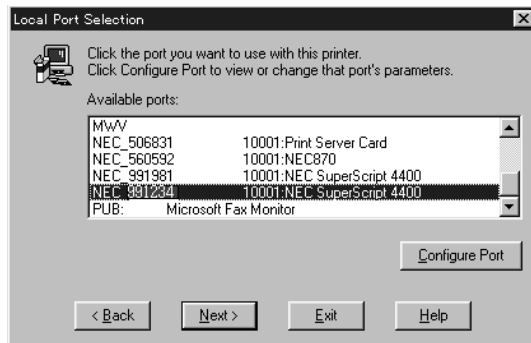 Local Port Selection
Click the port you want to use with this printer.
Click Configure Port to view or change that port's parameters.
Available ports:
MWV
NEC_506831 10001:Print Server Card
NEC_560592 10001:NEC870
NEC_991981 10001:NEC SuperScript 4400
NEC_991234 10001:NEC SuperScript 4400
PUB: Microsoft Fax Monitor
Configure Port
< Back Next > Exit Help